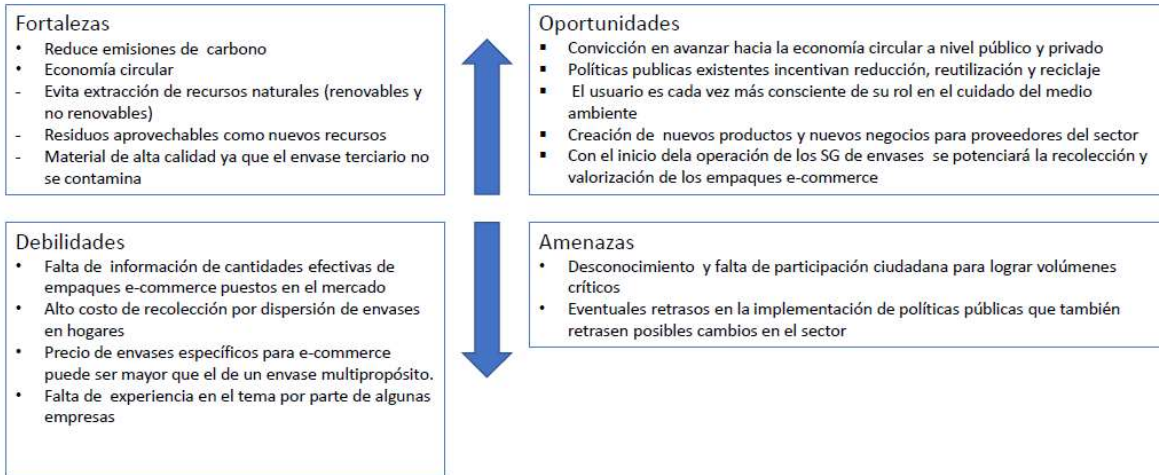 Fortalezas
• Reduce emisiones de carbono
• Economía circular
- Evita extracción de recursos naturales (renovables y
no renovables)
- Residuos aprovechables como nuevos recursos
- Material de alta calidad ya que el envase terciario no
se contamina
Oportunidades
▪ Convicción en avanzar hacia la economía circular a nivel público y privado
▪ Políticas publicas existentes incentivan reducción, reutilización y reciclaje
▪ El usuario es cada vez más consciente de su rol en el cuidado del medio
ambiente
▪ Creación de nuevos productos y nuevos negocios para proveedores del sector
▪ Con el inicio dela operación de los SG de envases se potenciará la recolección y
valorización de los empaques e-commerce
Debilidades
• Falta de información de cantidades efectivas de
empaques e-commerce puestos en el mercado
• Alto costo de recolección por dispersión de envases
en hogares
• Precio de envases específicos para e-commerce
puede ser mayor que el de un envase multipropósito.
• Falta de experiencia en el tema por parte de algunas
empresas
Amenazas
• Desconocimiento y falta de participación ciudadana para lograr volúmenes
críticos
• Eventuales retrasos en la implementación de políticas públicas que también
retrasen posibles cambios en el sector